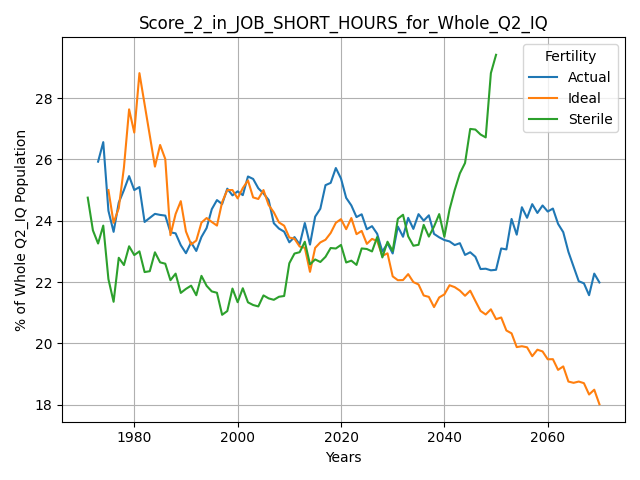 Score_2_in_JOB_SHORT_HOURS_for_Whole_Q2_IQ
Fertility
Actual
Ideal
Sterile
% of Whole Q2_IQ Population
28
26
24
22
20
18
1980
2000
2020
2040
2060
Years